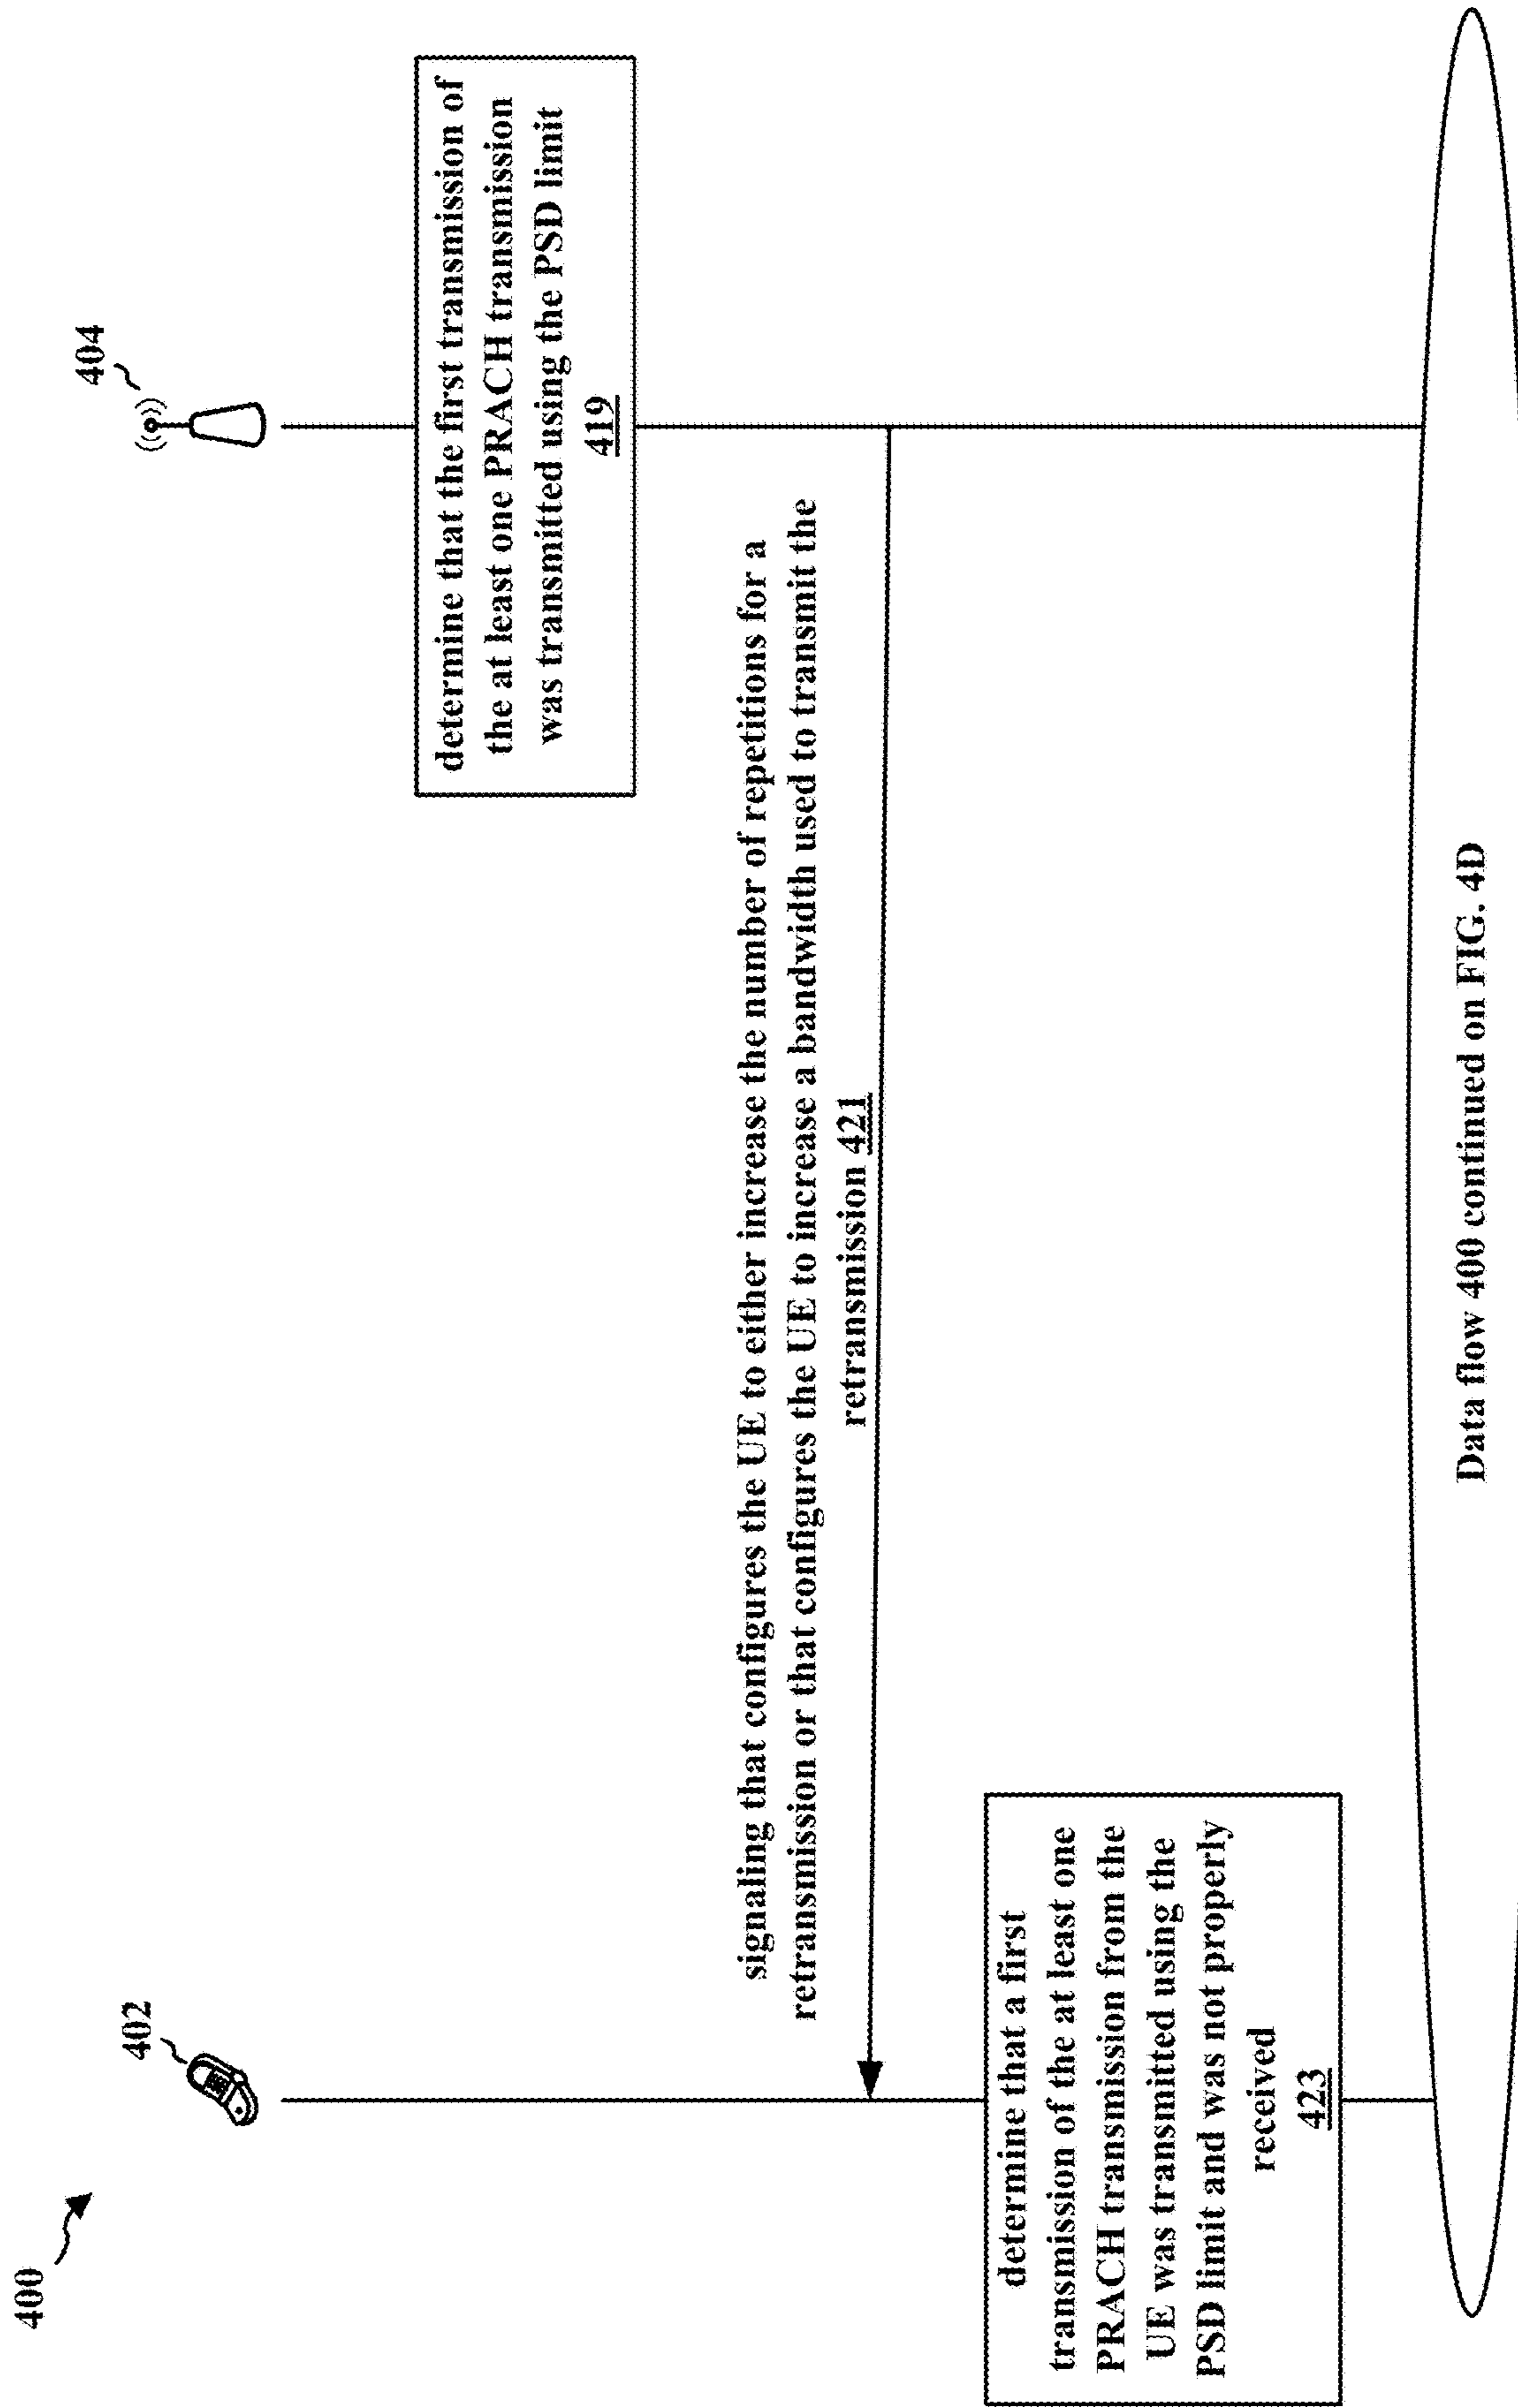 400
402
404
determine that the first transmission of
the at least one PRACH transmission
was transmitted using the PSD limit
419
signaling that configures the UE to either increase the number of repetitions for a
retransmission or that configures the UE to increase a bandwidth used to transmit the
retransmission 421
determine that a first
transmission of the at least one
PRACH transmission from the
UE was transmitted using the
PSD limit and was not properly
received
423
Data flow 400 continued on FIG. 4D